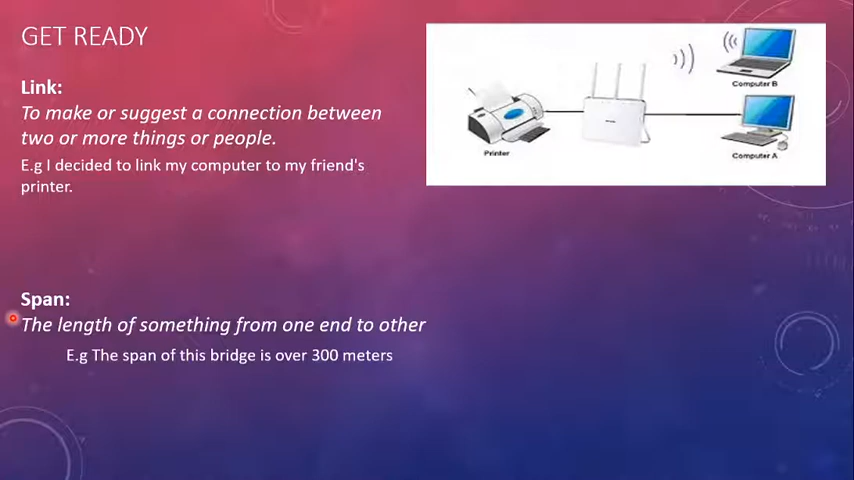 GET READY
Link:
To make or suggest a connection between
two or more things or people.
E.g I decided to link my computer to my friend's
printer.
Computer B
Printer
Computer A
Span:
The length of something from one end to other
E.g The span of this bridge is over 300 meters